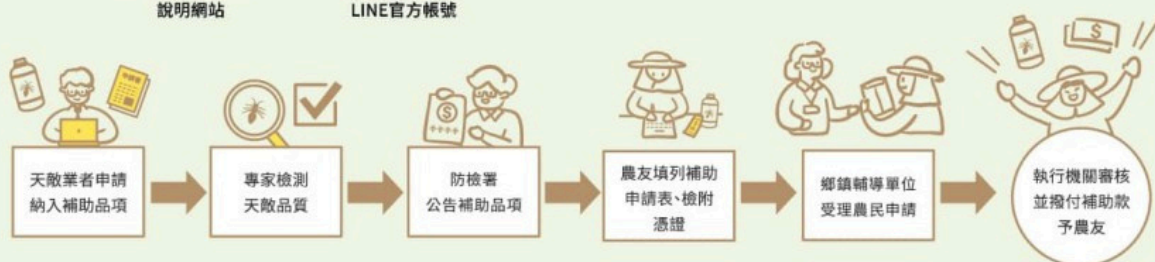 說明網站
LINE官方帳號
申請書
天敵業者申請
納入補助品項
專家檢測
天敵品質
防檢署
公告補助品項
農友填列補助
申請表、檢附
憑證
鄉鎮輔導單位
受理農民申請
執行機關審核
並撥付補助款
予農友